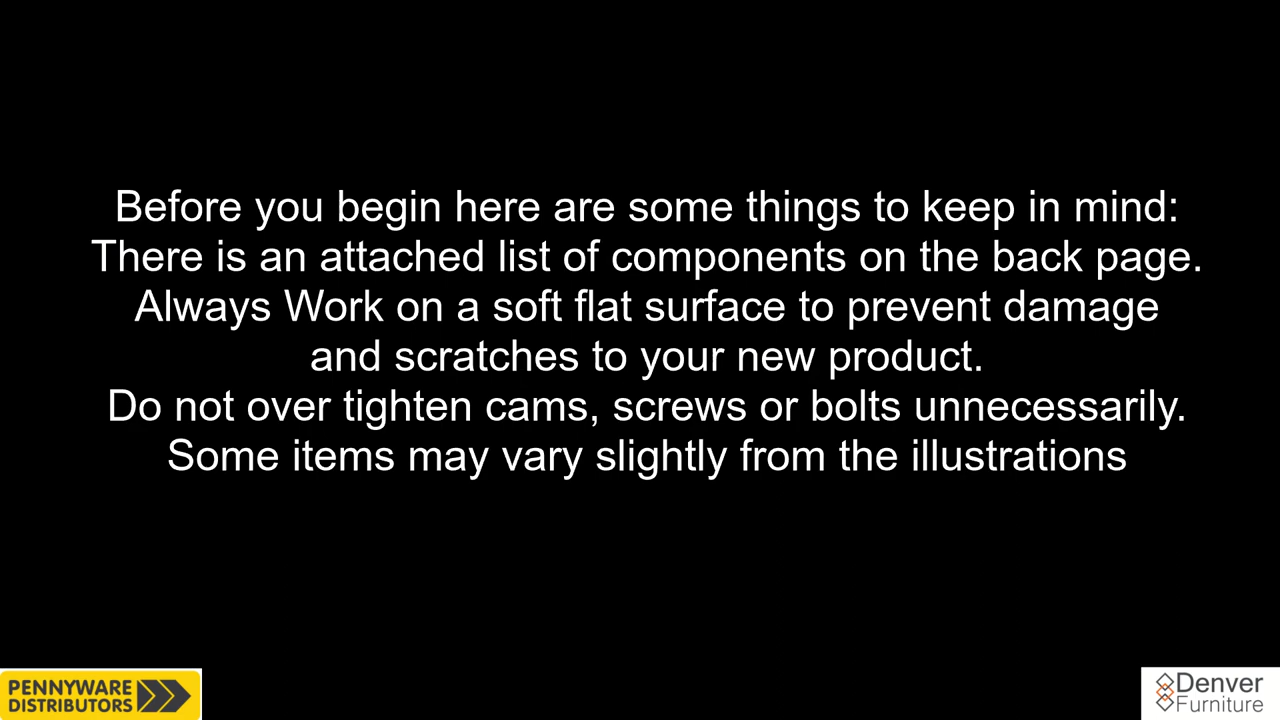 Before you begin here are some things to keep in mind:
There is an attached list of components on the back page.
Always Work on a soft flat surface to prevent damage
and scratches to your new product.
Do not over tighten cams, screws or bolts unnecessarily.
Some items may vary slightly from the illustrations
PENNYWARE
DISTRIBUTORS
Denver
Furniture